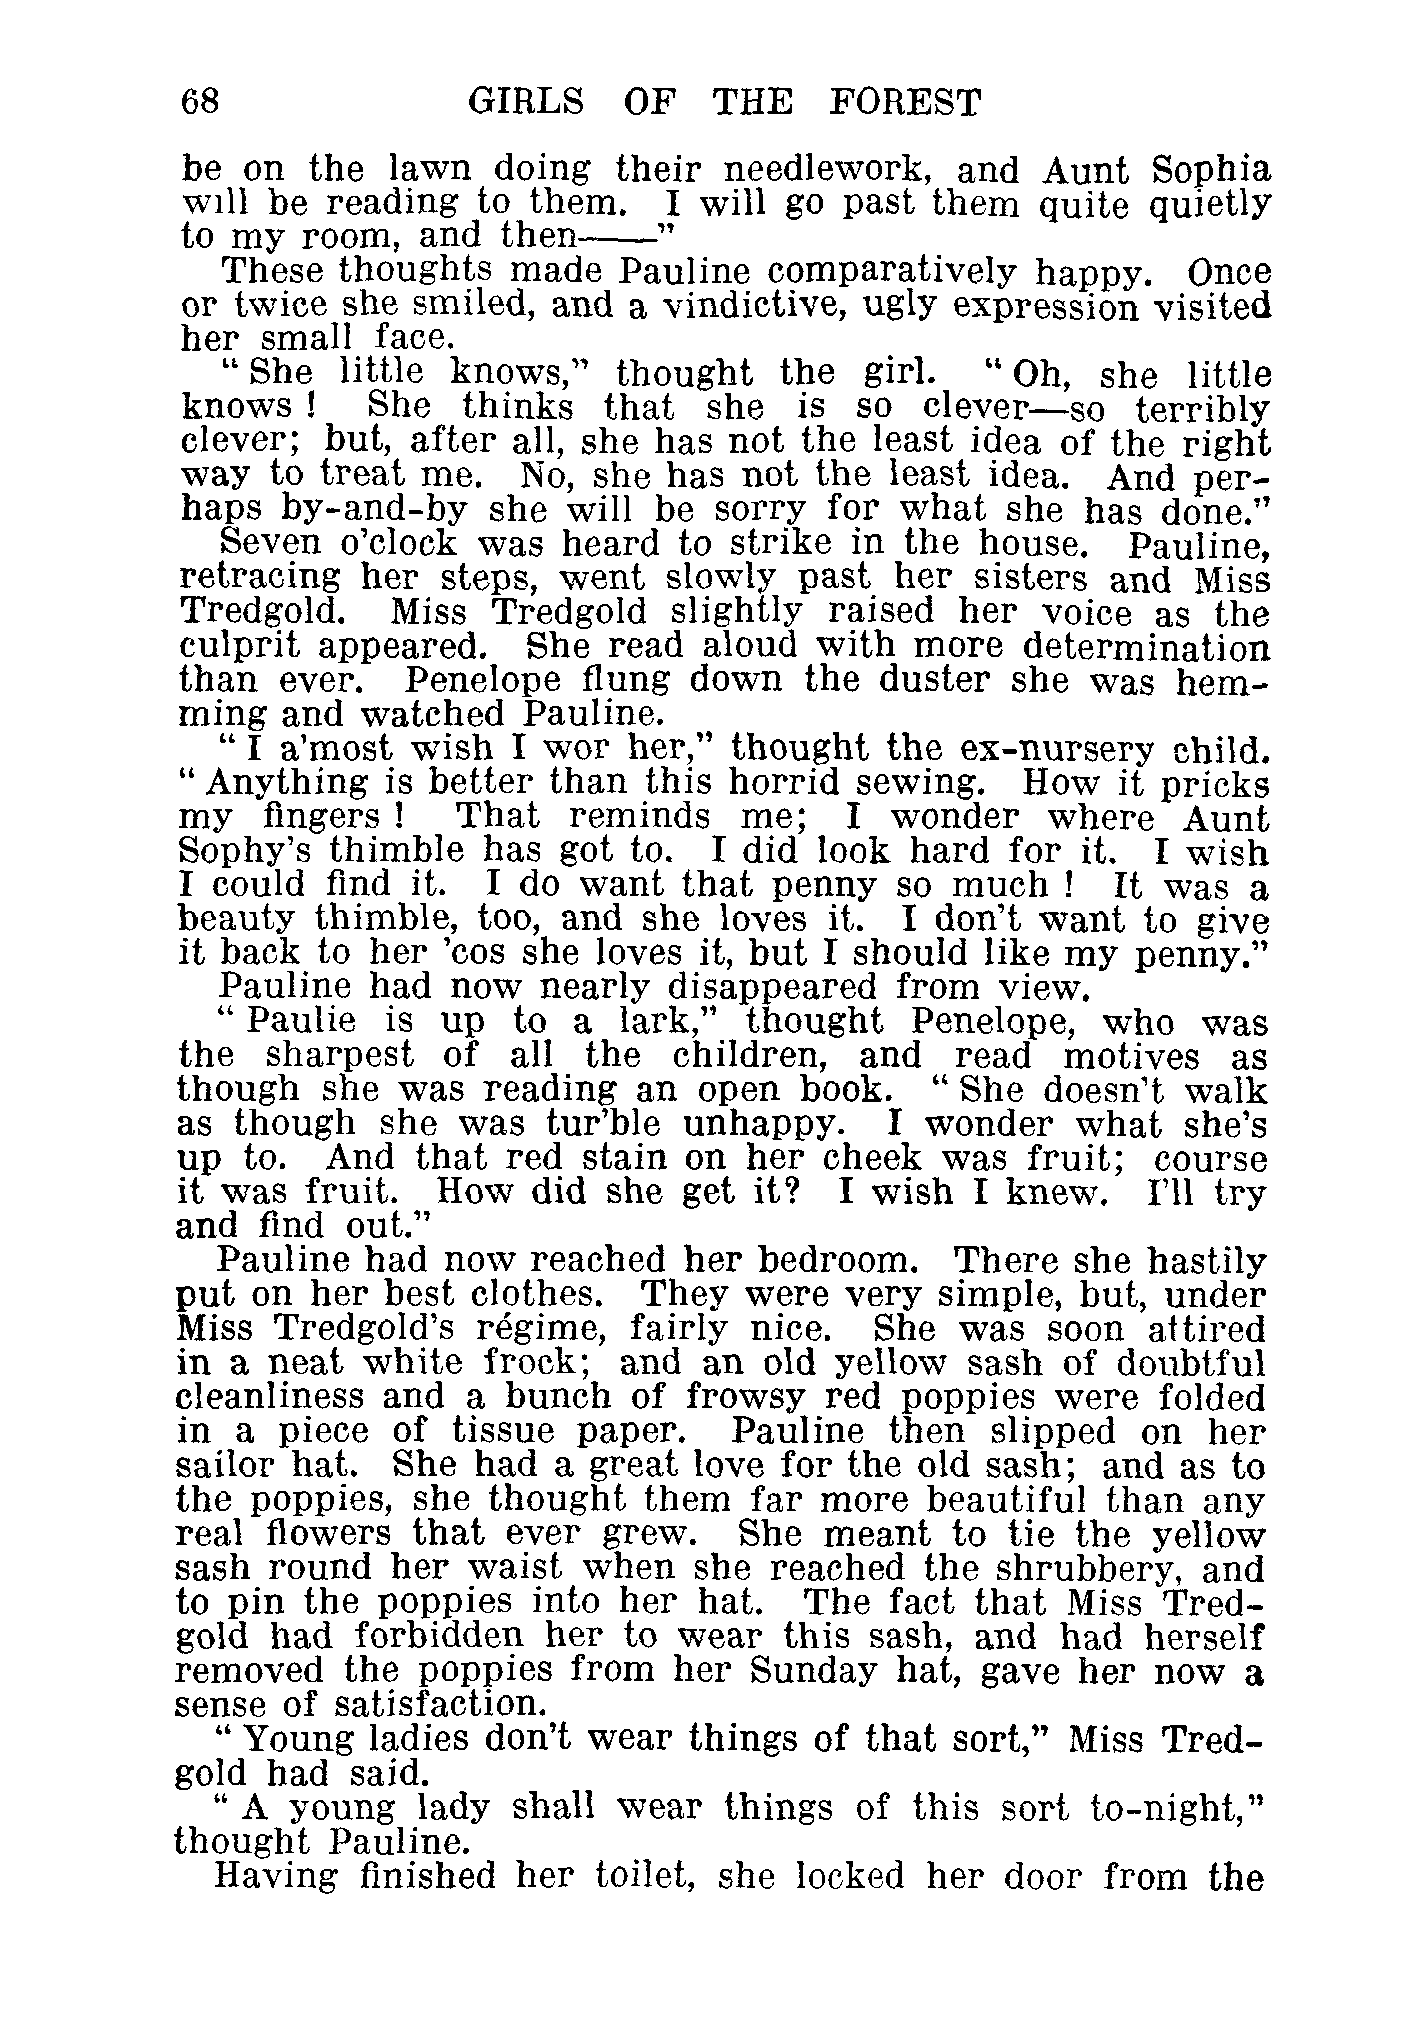 68 GIRLS OF THE FOREST
be on the lawn doing their needlework, and Aunt Sophia
will be reading to them. I will go past them quite quietly
to my room, and then——”
These thoughts made Pauline comparatively happy. Once
or twice she smiled, and a vindictive, ugly expression visited
her small face.
“ She little knows,” thought the girl. “ Oh, she little
knows ! She thinks that she is so clever—so terribly
clever; but, after all, she has not the least idea of the right
way to treat me. No, she has not the least idea. And per-
haps by-and-by she will be sorry for what she has done.”
Seven o’clock was heard to strike in the house. Pauline,
retracing her steps, went slowly past her sisters and Miss
Tredgold. Miss Tredgold slightly raised her voice as the
culprit appeared. She read aloud with more determination
than ever. Penelope flung down the duster she was hem-
ming and watched Pauline.
“ I a’most wish I wor her,” thought the ex-nursery child.
“ Anything is better than this horrid sewing. How it pricks
my fingers ! That reminds me; I wonder where Aunt
Sophy’s thimble has got to. I did look hard for it. I wish
I could find it. I do want that penny so much ! It was a
beauty thimble, too, and she loves it. I don’t want to give
it back to her ’cos she loves it, but I should like my penny.”
Pauline had now nearly disappeared from view.
“ Paulie is up to a lark,” thought Penelope, who was
the sharpest of all the children, and read motives as
though she was reading an open book. “ She doesn’t walk
as though she was tur’ble unhappy. I wonder what she’s
up to. And that red stain on her cheek was fruit; course
it was fruit. How did she get it? I wish I knew. I’ll try
and find out.”
Pauline had now reached her bedroom. There she hastily
put on her best clothes. They were very simple, but, under
Miss Tredgold’s régime, fairly nice. She was soon attired
in a neat white frock; and an old yellow sash of doubtful
cleanliness and a bunch of frowsy red poppies were folded
in a piece of tissue paper. Pauline then slipped on her
sailor hat. She had a great love for the old sash; and as to
the poppies, she thought them far more beautiful than any
real flowers that ever grew. She meant to tie the yellow
sash round her waist when she reached the shrubbery, and
to pin the poppies into her hat. The fact that Miss Tred-
gold had forbidden her to wear this sash, and had herself
removed the poppies from her Sunday hat, gave her now a
sense of satisfaction.
“ Young ladies don’t wear things of that sort,” Miss Tred-
gold had said.
“ A young lady shall wear things of this sort to-night,”
thought Pauline.
Having finished her toilet, she locked her door from the